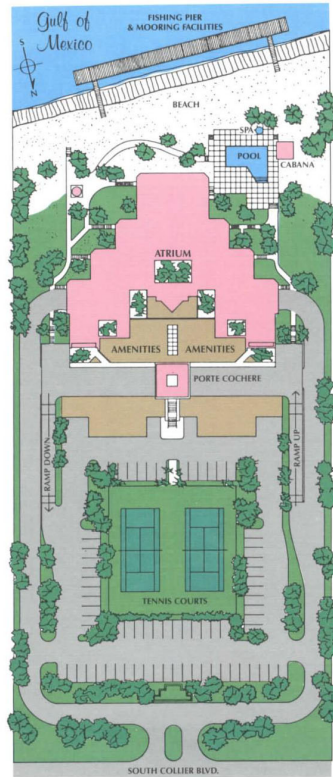 Gulf of
Mexico
FISHING PIER
& MOORING FACILITIES
S
N
BEACH
SPA
POOL
CABANA
ATRIUM
AMENITIES
AMENITIES
PORTE COCHERE
RAMP DOWN
RAMP UP
TENNIS COURTS
SOUTH COLLIER BLVD.